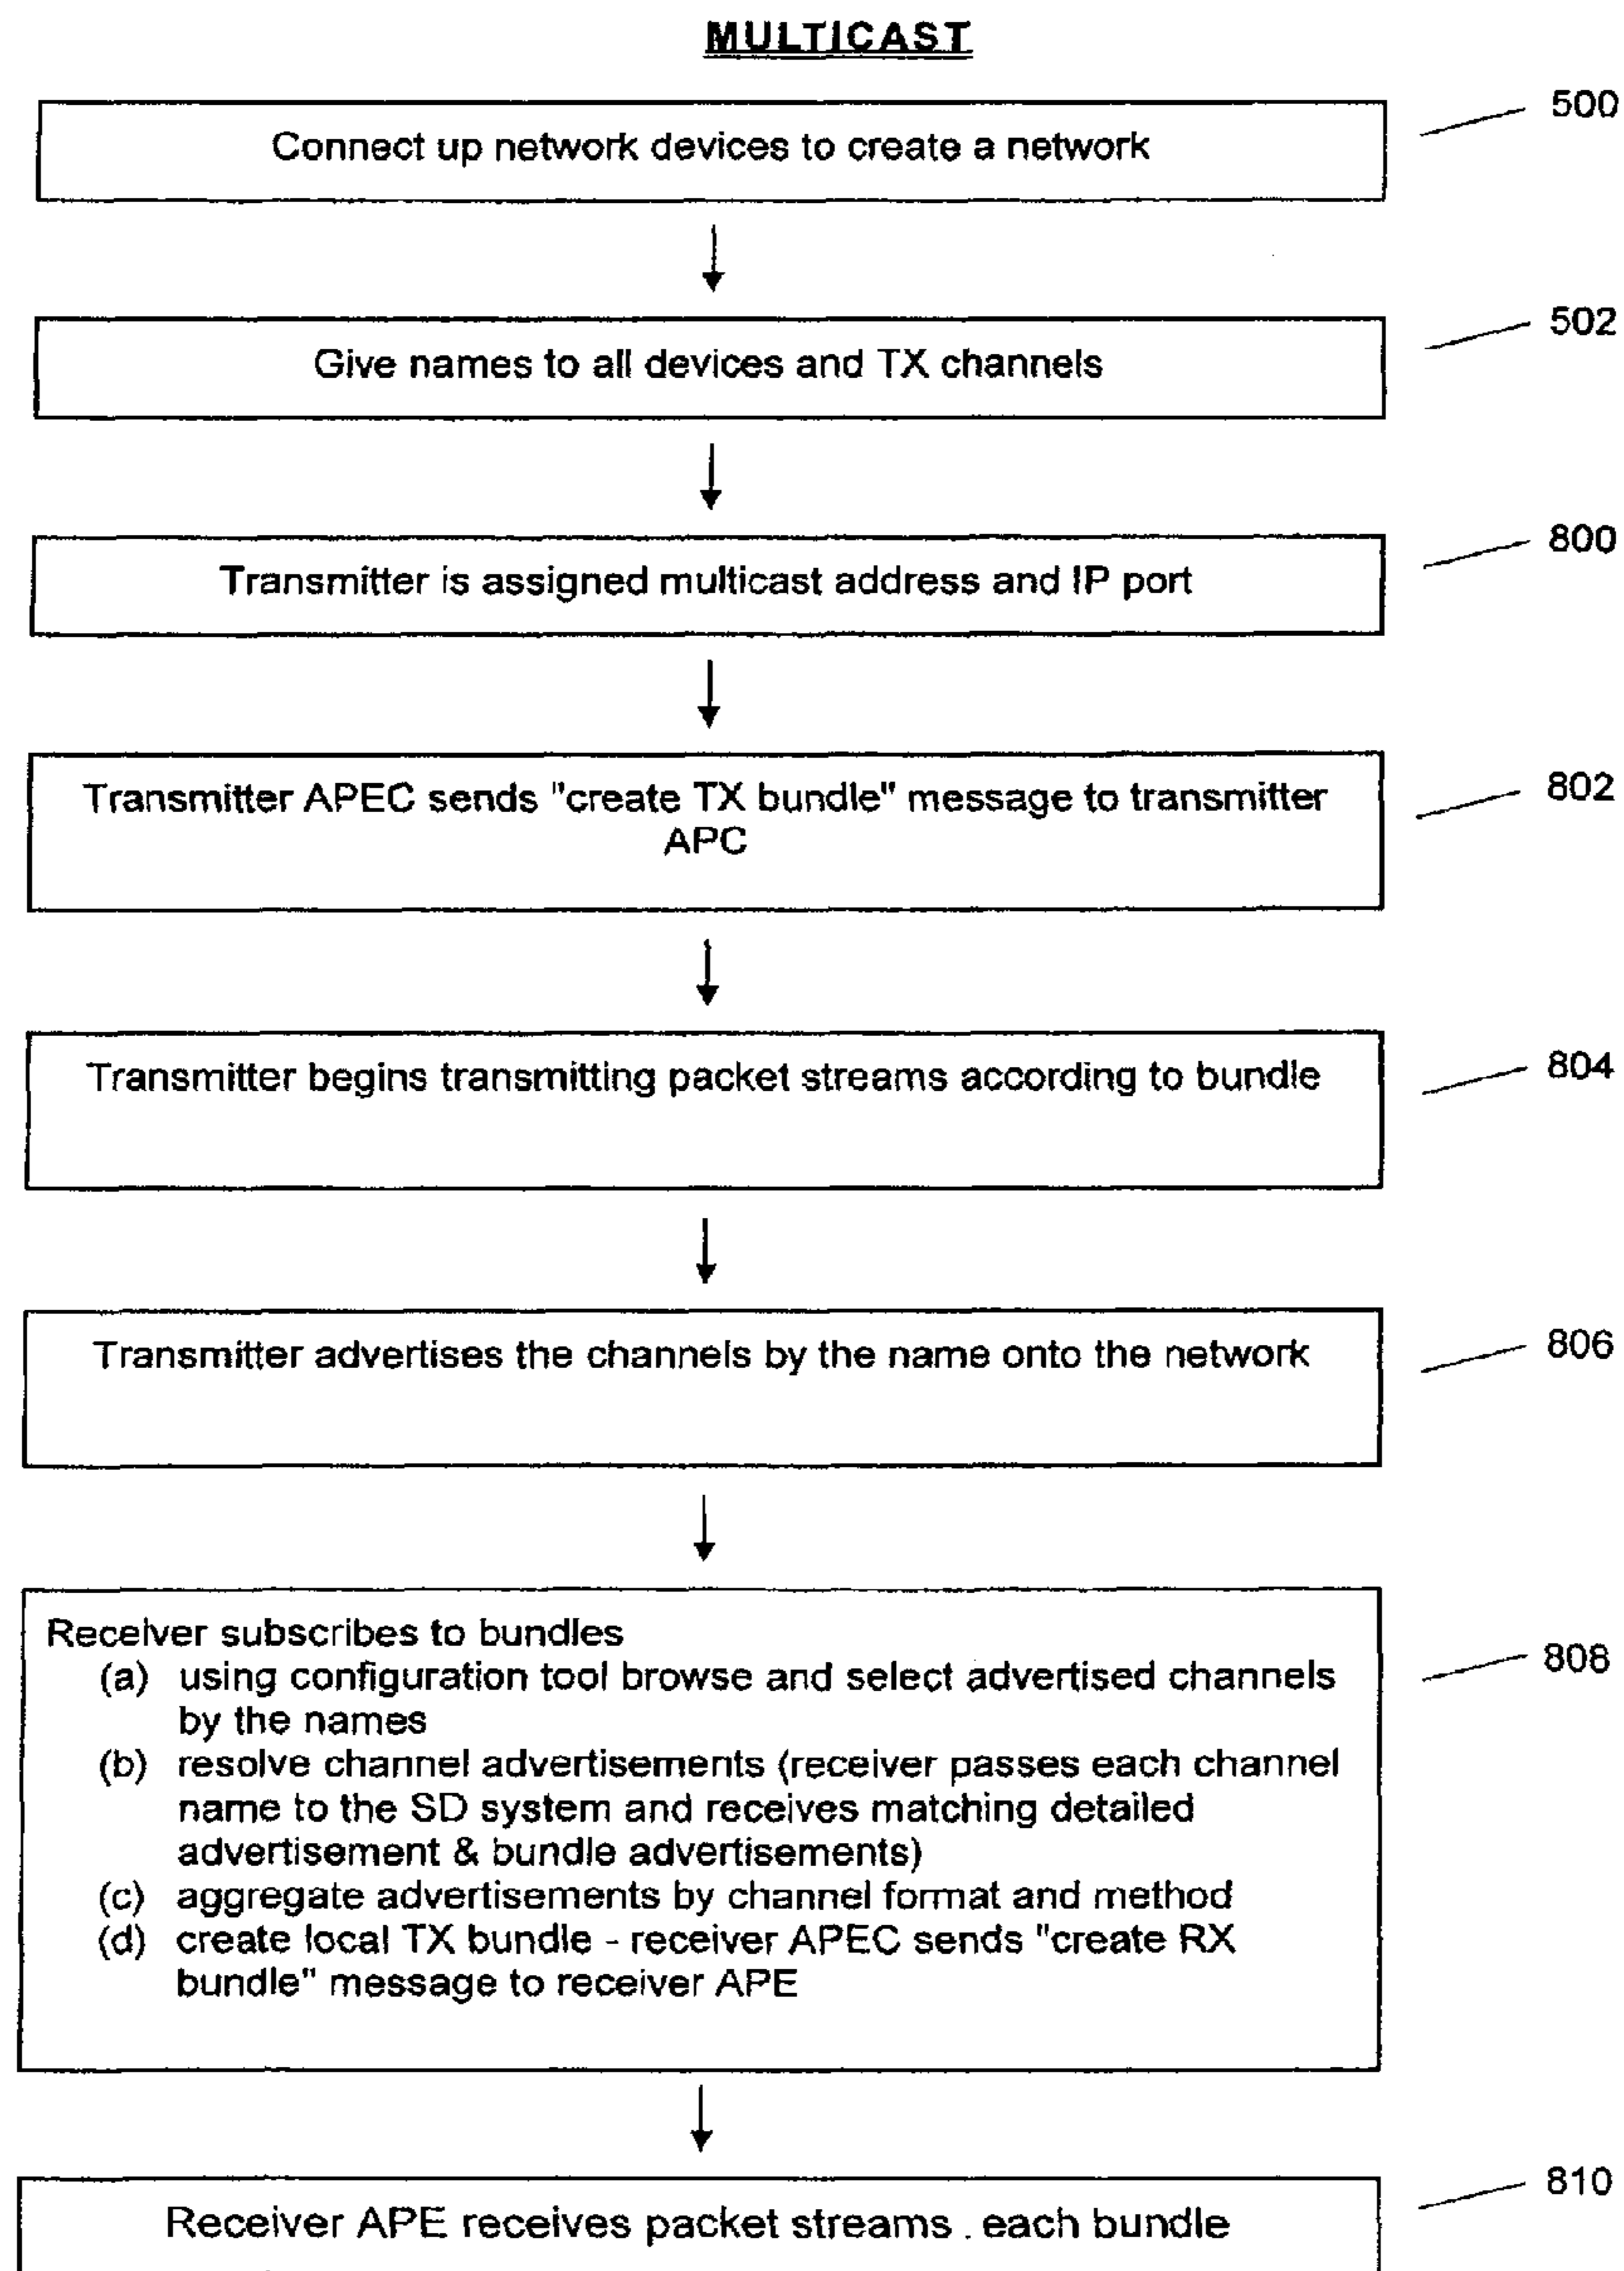 MULTICAST
Connect up network devices to create a network
500
Give names to all devices and TX channels
502
Transmitter is assigned multicast address and IP port
800
Transmitter APEC sends "create TX bundle" message to transmitter
APC
802
Transmitter begins transmitting packet streams according to bundle
804
Transmitter advertises the channels by the name onto the network
806
Receiver subscribes to bundles
(a) using configuration tool browse and select advertised channels
by the names
(b) resolve channel advertisements (receiver passes each channel
name to the SD system and receives matching detailed
advertisement & bundle advertisements)
(c) aggregate advertisements by channel format and method
(d) create local TX bundle - receiver APEC sends "create RX
bundle" message to receiver APE
808
Receiver APE receives packet streams . each bundle
810